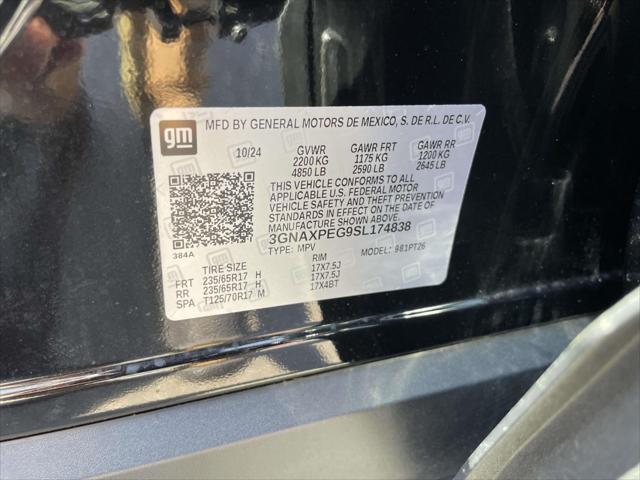 gm
MFD BY GENERAL MOTORS DE MEXICO, S. DE R.L. DE C.V.
10/24 GVWR GAWR FRT GAWR RR
2200 KG 1175 KG 1200 KG
4850 LB 2590 LB 2645 LB
THIS VEHICLE CONFORMS TO ALL
APPLICABLE U.S. FEDERAL MOTOR
VEHICLE SAFETY, BUMPER, AND THEFT
PREVENTION STANDARDS IN EFFECT ON
THE DATE OF MANUFACTURE SHOWN
ABOVE. MANUFACTURER
3GNAXPEG9SL174838
384A TYPE: MPV MODEL: 981PT26
TIRE SIZE RIM
FRT 235/65R17 H 17X7.5J
RR 235/65R17 H 17X7.5J
SPA T125/70R17 M 17X4BT